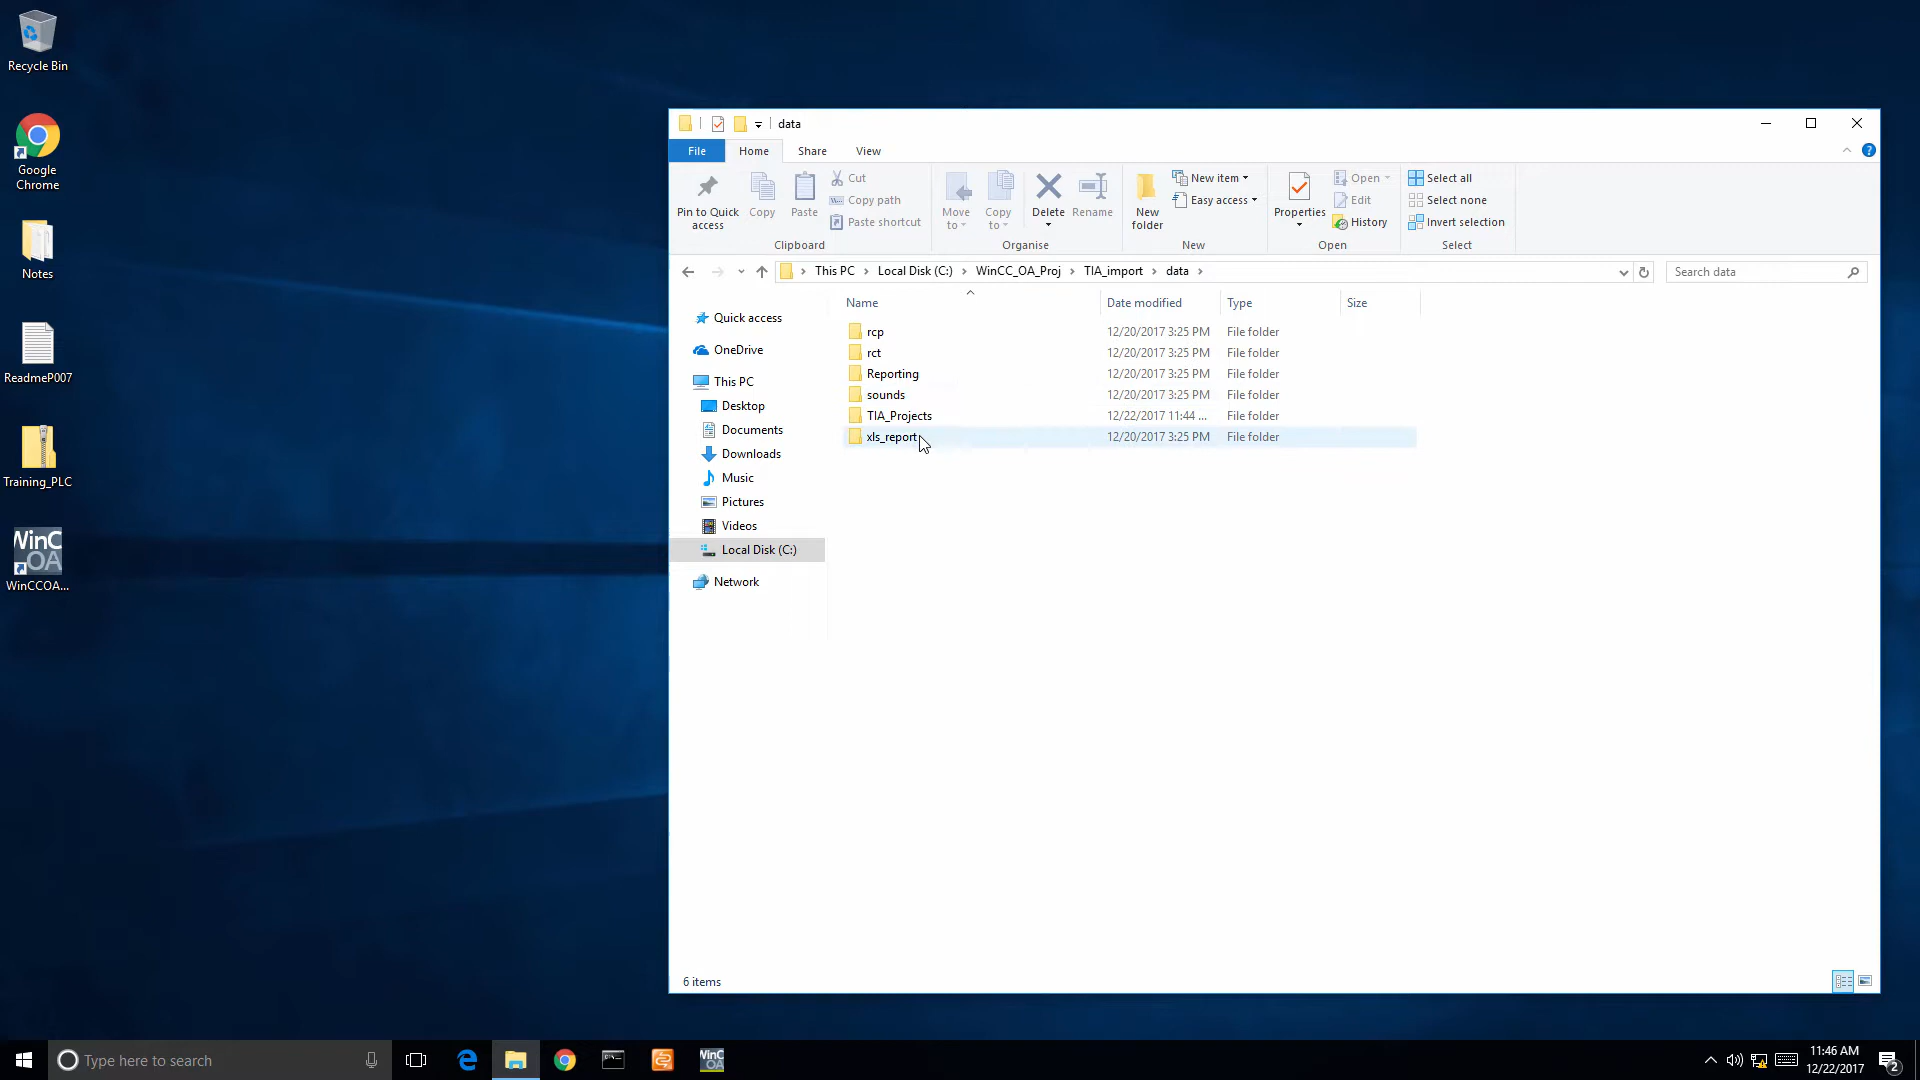 Recycle Bin
Google
Chrome
Notes
ReadmeP007
Training_PLC
WinC
OA
WinCCOA...
data
File
Home
Share
View
Pin to Quick
access
Copy
Paste
Cut
Copy path
Paste shortcut
Clipboard
Move
to
Copy
to
Delete
Rename
Organise
New
folder
New item
Easy access
New
Properties
Open
Edit
History
Open
Select all
Select none
Invert selection
Select
This PC
Local Disk (C:)
WinCC_OA_Proj
TIA_import
data
Search data
Quick access
OneDrive
This PC
Desktop
Documents
Downloads
Music
Pictures
Videos
Local Disk (C:)
Network
Name Date modified Type Size
rcp 12/20/2017 3:25 PM File folder
rct 12/20/2017 3:25 PM File folder
Reporting 12/20/2017 3:25 PM File folder
sounds 12/20/2017 3:25 PM File folder
TIA_Projects 12/22/2017 11:44 ... File folder
xls_report 12/20/2017 3:25 PM File folder
6 items
Type here to search
WinC
OA
11:46 AM
12/22/2017
2